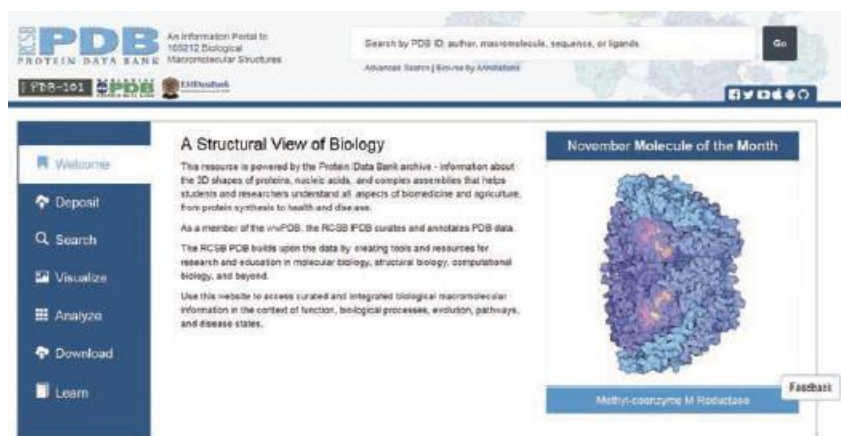 RCSB
PDB
PROTEIN DATA BANK
An Information Portal to
Biological
Macromolecular Structures
Search by PDB ID, author, macromolecule, sequence, or ligands
Go
Advanced Search | Browse by Annotations
PDB-101
PDB
EMDataBank
Welcome
Deposit
Search
Visualize
Analyze
Download
Learn
A Structural View of Biology
This resource is powered by the Protein Data Bank archive - information about
the 3D shapes of proteins, nucleic acids, and complex assemblies that helps
students and researchers understand all aspects of biomedicine and agriculture,
from protein synthesis to health and disease.
As a member of the wwPDB, the RCSB PDB curates and annotates PDB data.
The RCSB PDB builds upon the data by creating tools and resources for
research and education in molecular biology, structural biology, computational
biology, and beyond.
Use this website to access curated and integrated biological macromolecular
information in the context of function, biological processes, evolution, pathways,
and disease states.
November Molecule of the Month
Methyl-coenzyme M Reductase
Feedback